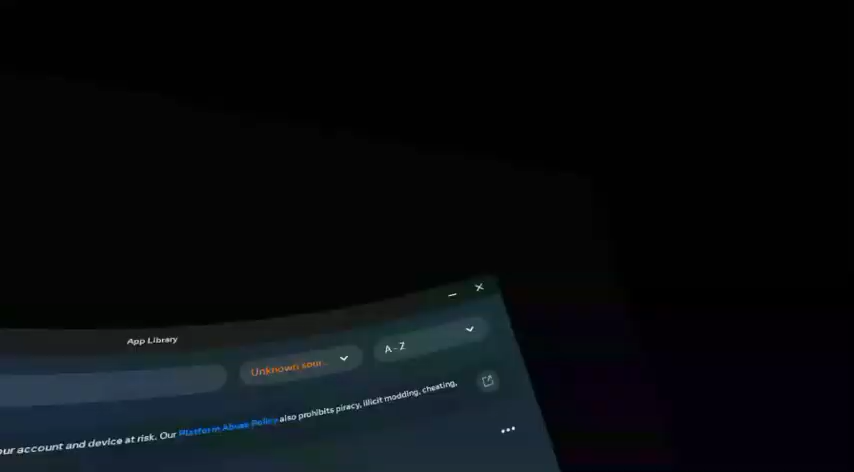 App Library
Unknown sour...
A-Z
our account and device at risk. Our Platform Abuse Policy also prohibits piracy, illicit modding, cheating,